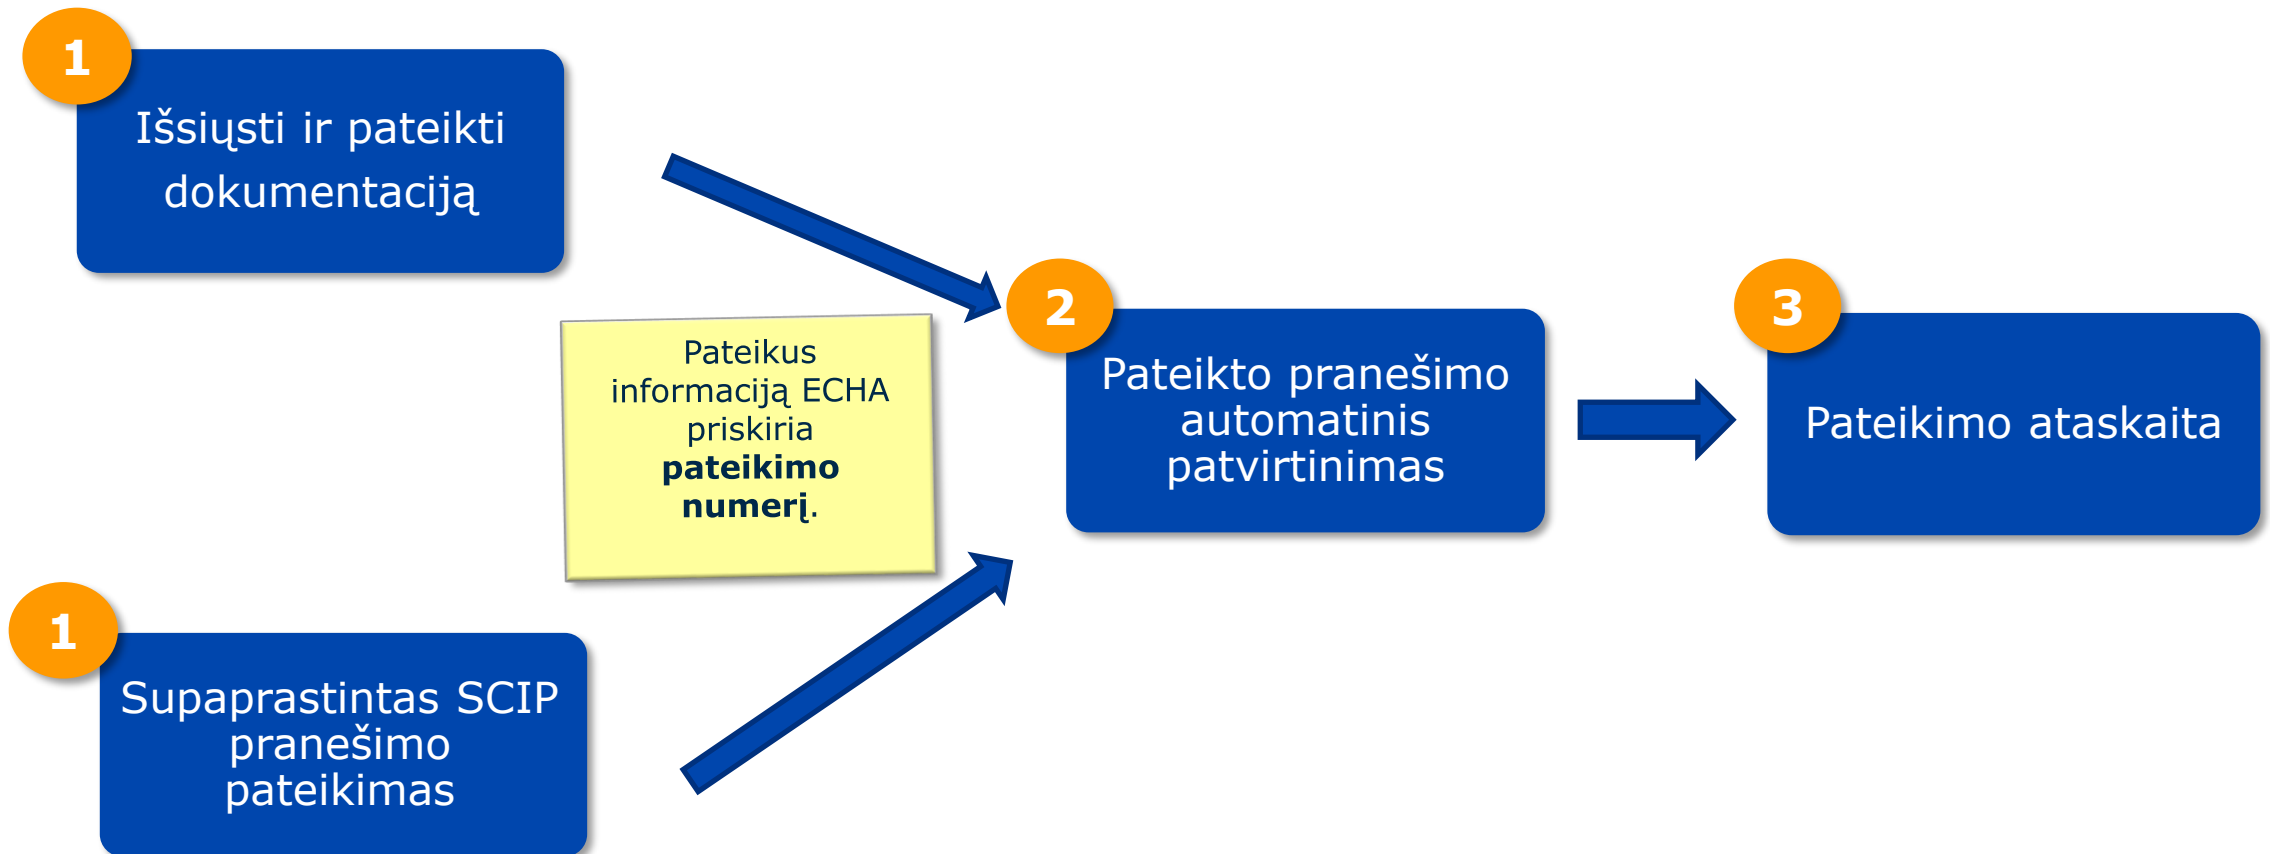 1
Išsiųsti ir pateikti
dokumentaciją
Pateikus
informaciją ECHA
priskiria
pateikimo
numerį.
1
Supaprastintas SCIP
pranešimo
pateikimas
2
Pateikto pranešimo
automatinis
patvirtinimas
3
Pateikimo ataskaita